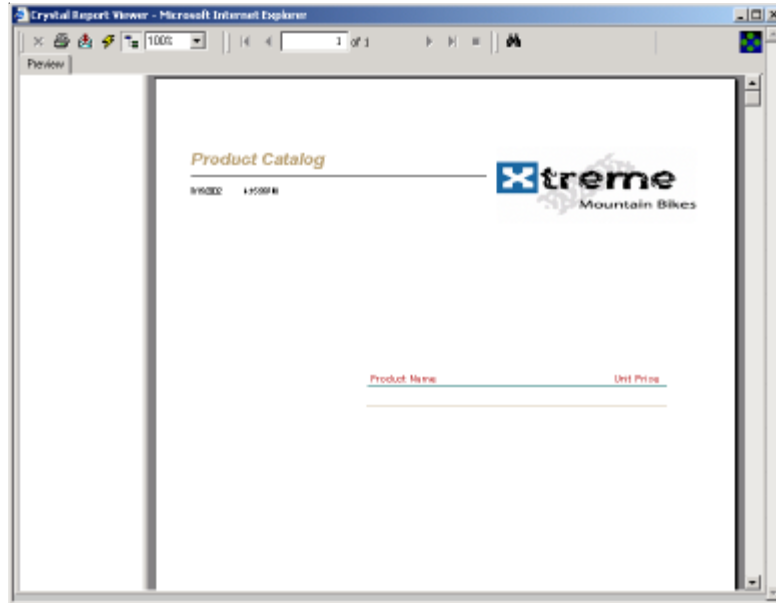 Crystal Report Viewer - Microsoft Internet Explorer
100% 1 of 1
Preview
Product Catalog
Xtreme
Mountain Bikes
Product Name Unit Price